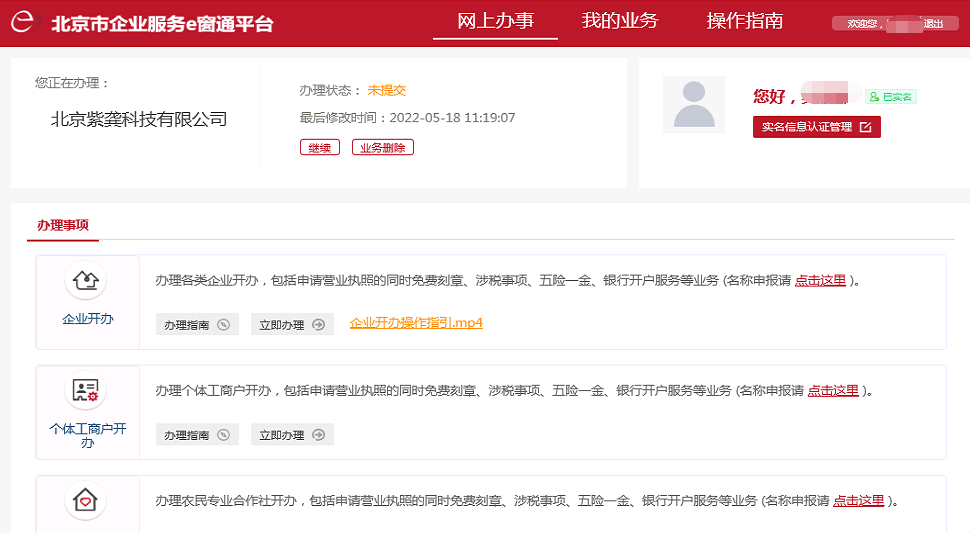 北京市企业服务e窗通平台
网上办事
我的业务
操作指南
欢迎您,
退出
您正在办理：
北京紫龚科技有限公司
办理状态： 未提交
最后修改时间：2022-05-18 11:19:07
继续
业务删除
您好，
已实名
实名信息认证管理
办理事项
企业开办
办理各类企业开办，包括申请营业执照的同时免费刻章、涉税事项、五险一金、银行开户服务等业务 (名称申报请 点击这里 )。
办理指南
立即办理
企业开办操作指引.mp4
个体工商户开
办
办理个体工商户开办，包括申请营业执照的同时免费刻章、涉税事项、五险一金、银行开户服务等业务 (名称申报请 点击这里 )。
办理指南
立即办理
办理农民专业合作社开办，包括申请营业执照的同时免费刻章、涉税事项、五险一金、银行开户服务等业务 (名称申报请 点击这里 )。